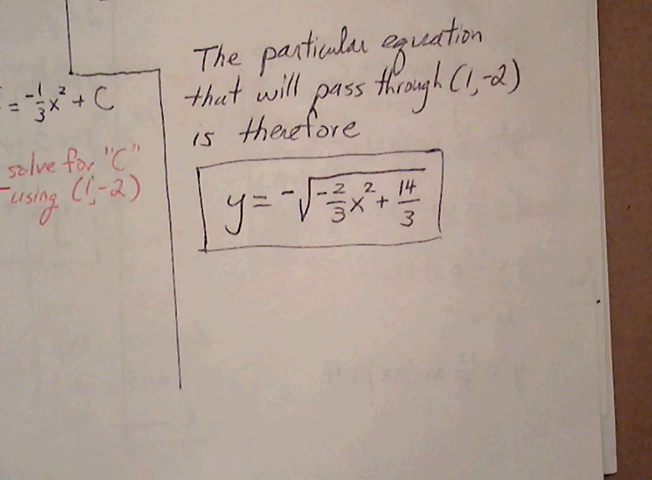 = -1/3 x² + C
solve for "C"
using (1,-2)
The particular equation
that will pass through (1,-2)
is therefore
y = -√(-2/3 x² + 14/3)